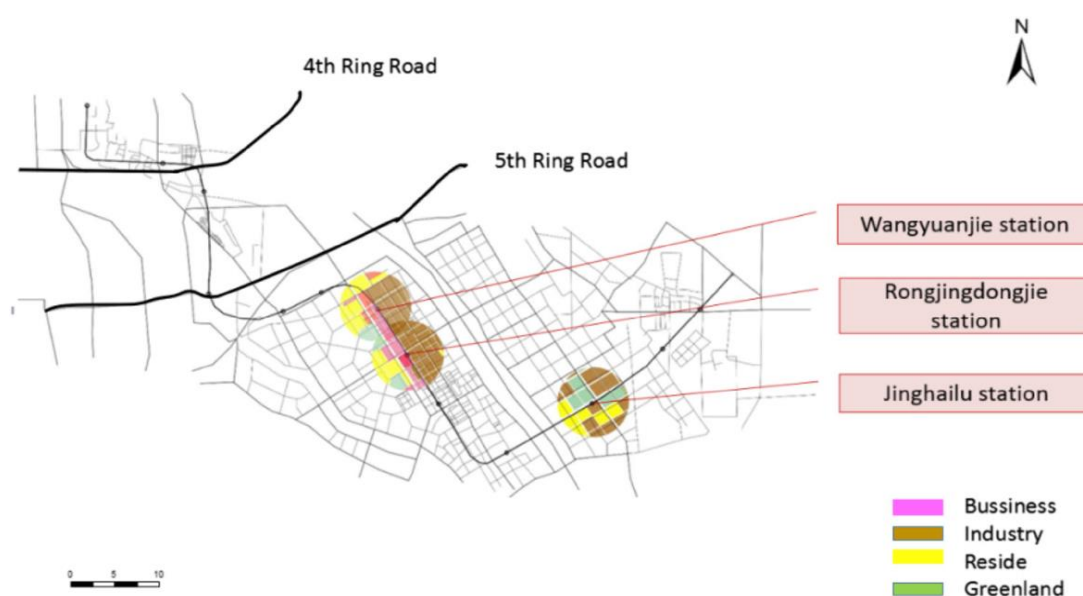 N
4th Ring Road
5th Ring Road
Wangyuanjie station
Rongjingdongjie
station
Jinghailu station
Bussiness
Industry
Reside
Greenland
0 5 10